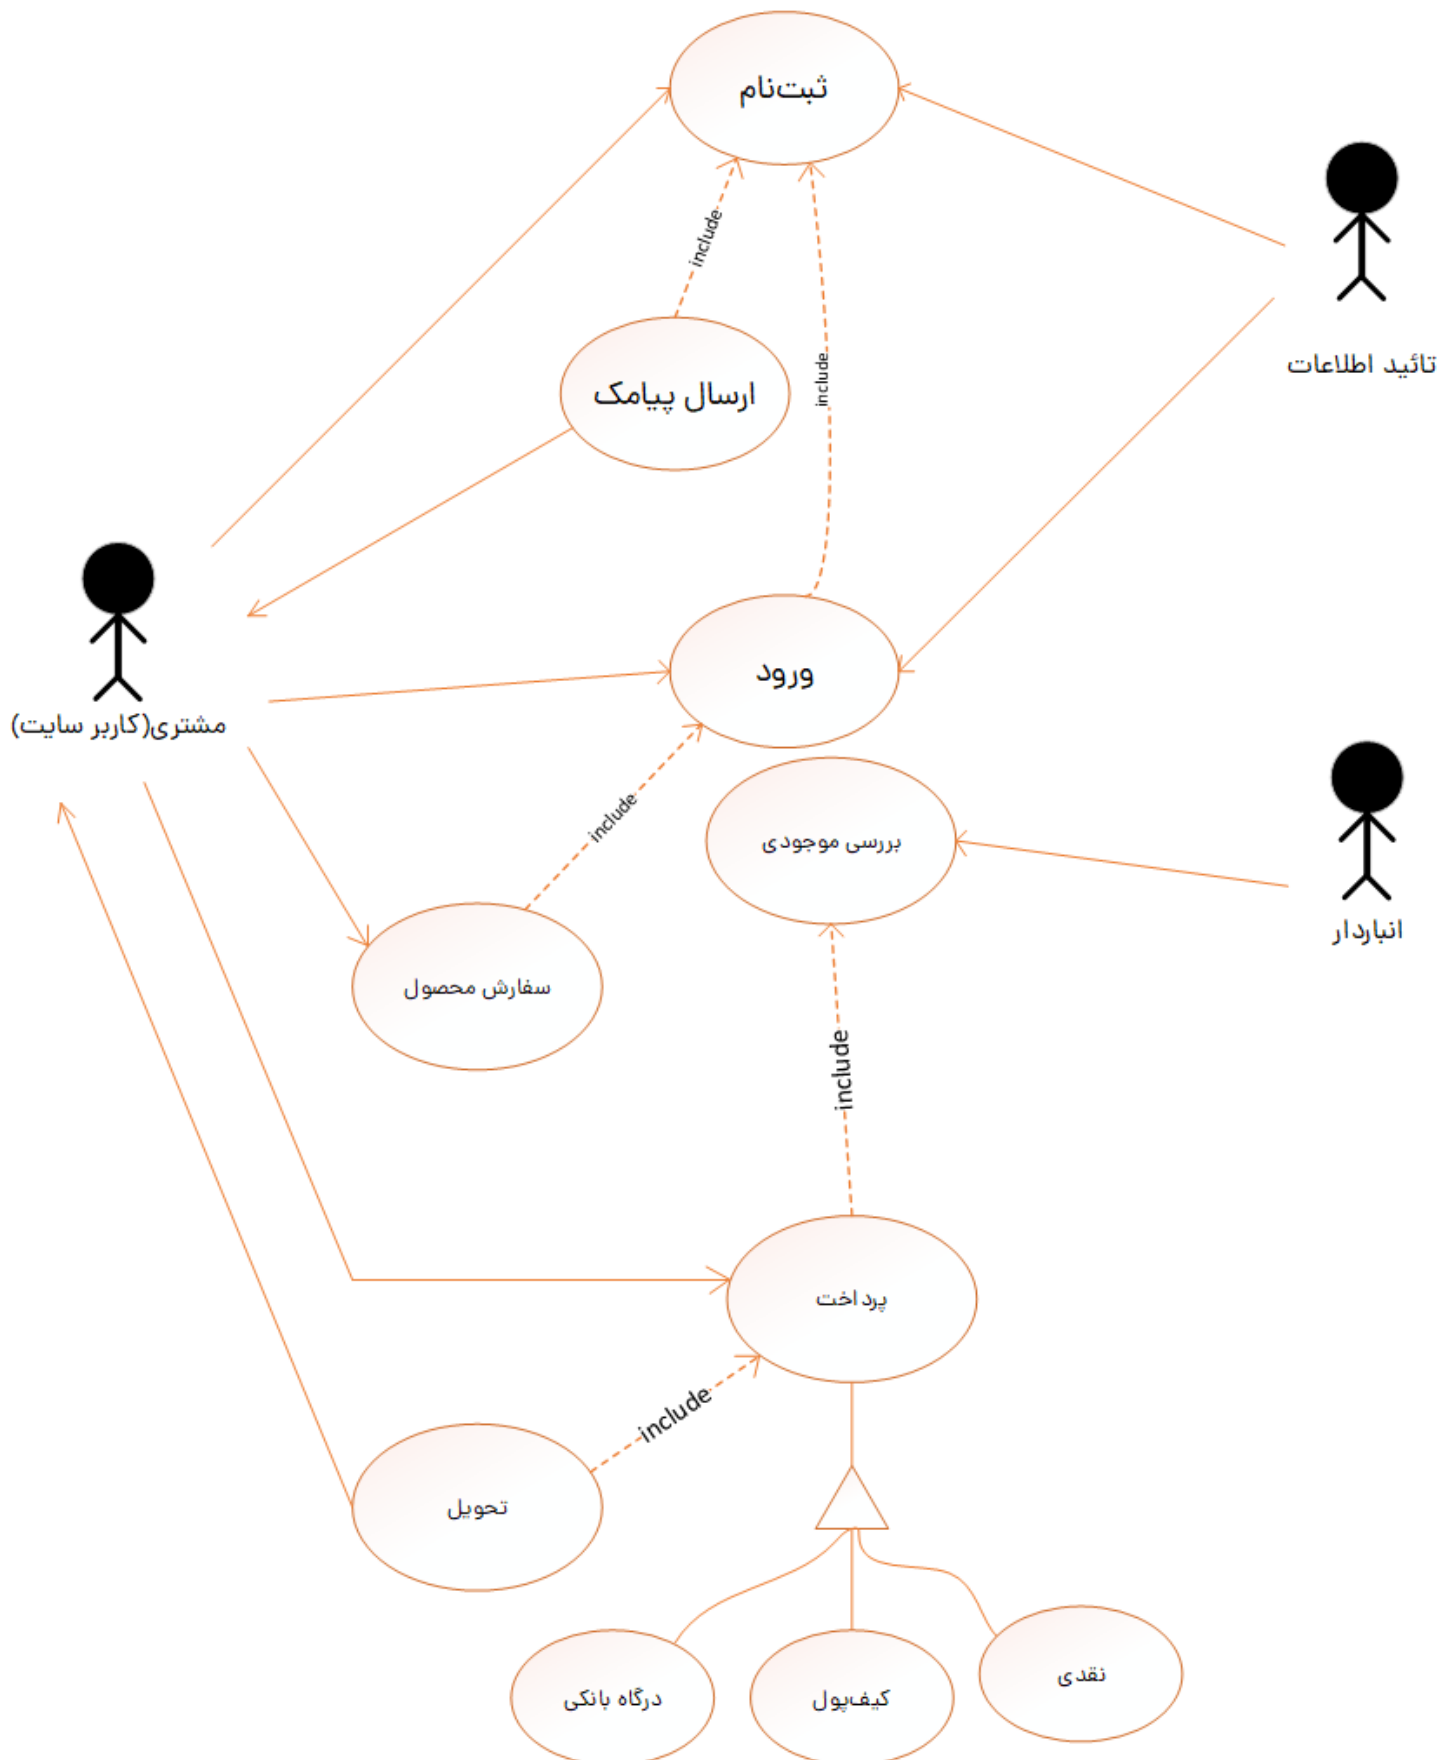 ثبت‌نام
include
ارسال پیامک
include
تائید اطلاعات
ورود
مشتری(کاربر سایت)
include
بررسی موجودی
انباردار
سفارش محصول
include
پرداخت
include
تحویل
درگاه بانکی
کیف‌پول
نقدی